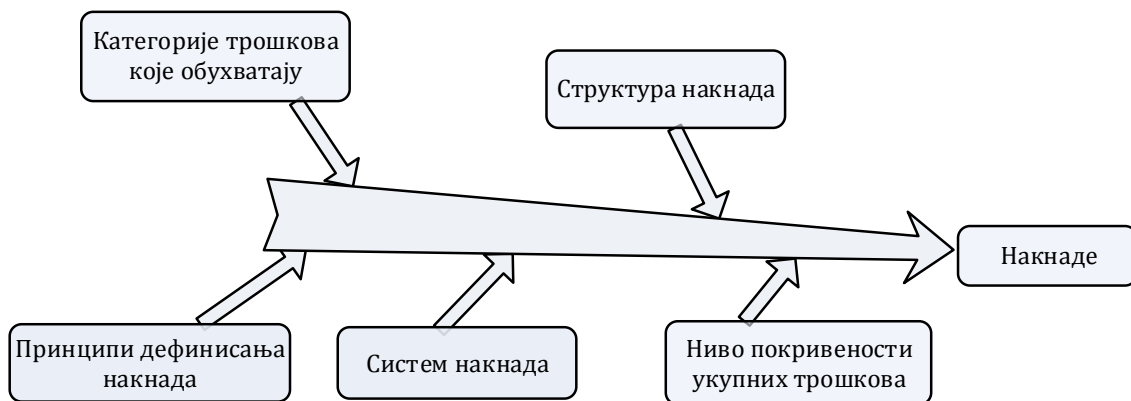 Категорије трошкова
које обухватају
Структура накнада
Накнаде
Принципи дефинисања
накнада
Систем накнада
Ниво покривености
укупних трошкова